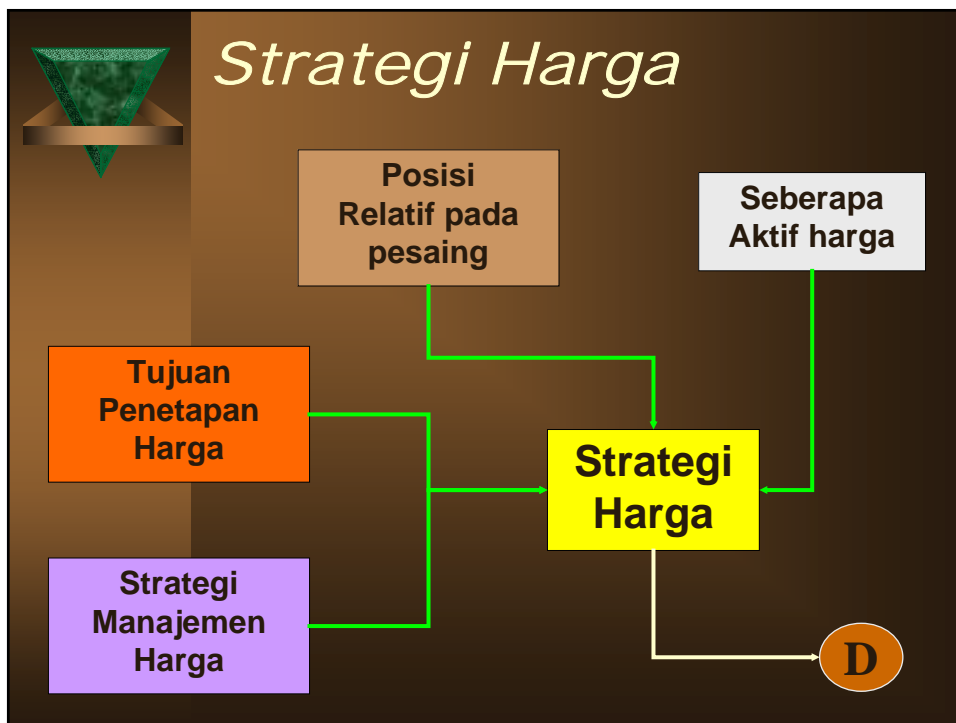 Strategi Harga
Posisi
Relatif pada
pesaing
Seberapa
Aktif harga
Tujuan
Penetapan
Harga
Strategi
Harga
Strategi
Manajemen
Harga
D